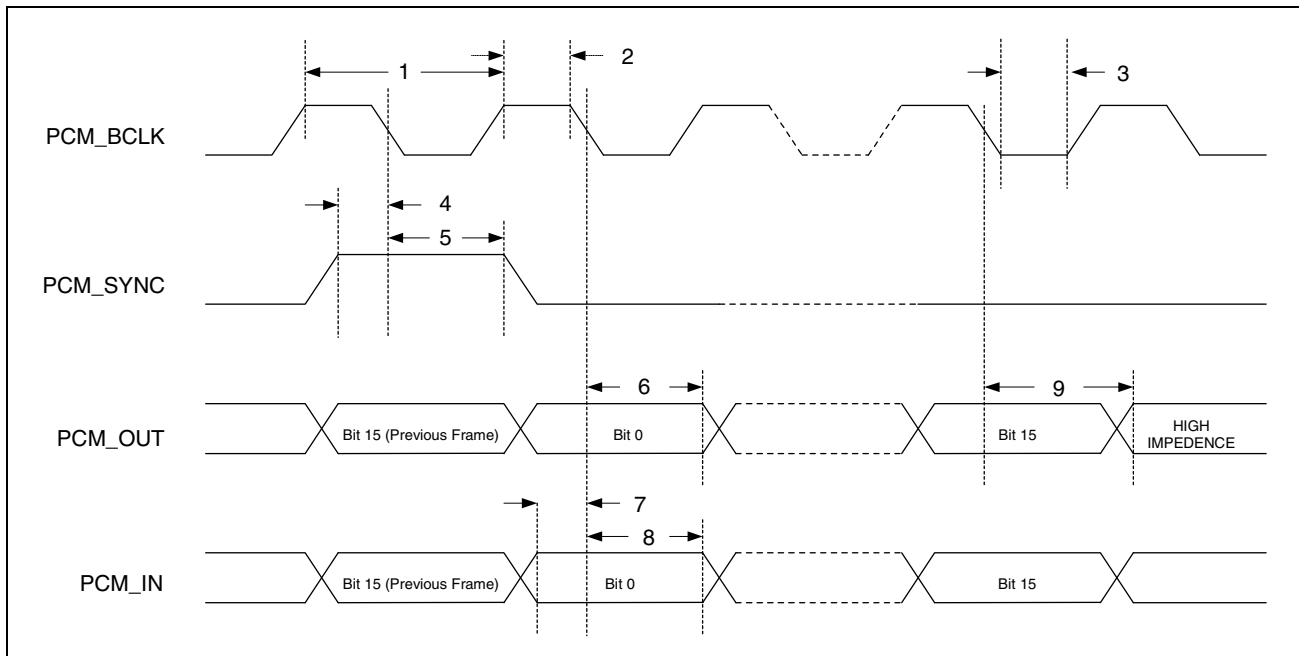 2
1
3
PCM_BCLK
4
5
PCM_SYNC
6
9
PCM_OUT
Bit 15 (Previous Frame)
Bit 0
Bit 15
HIGH
IMPEDENCE
7
8
PCM_IN
Bit 15 (Previous Frame)
Bit 0
Bit 15